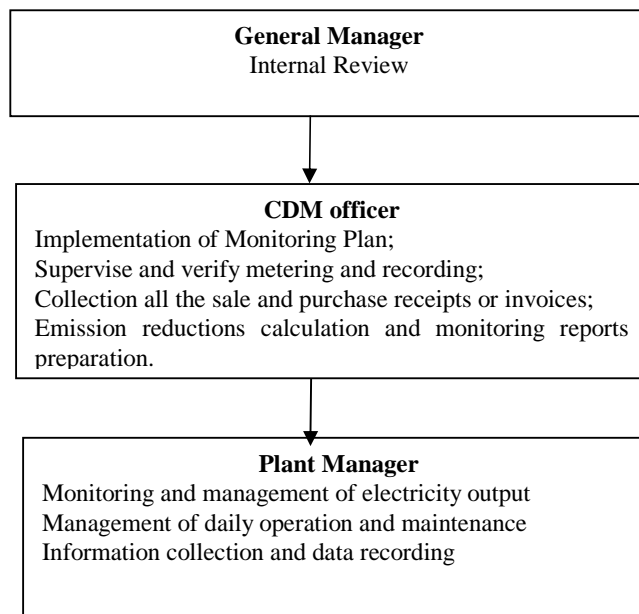 General Manager
Internal Review
CDM officer
Implementation of Monitoring Plan;
Supervise and verify metering and recording;
Collection all the sale and purchase receipts or invoices;
Emission reductions calculation and monitoring reports
preparation.
Plant Manager
Monitoring and management of electricity output
Management of daily operation and maintenance
Information collection and data recording